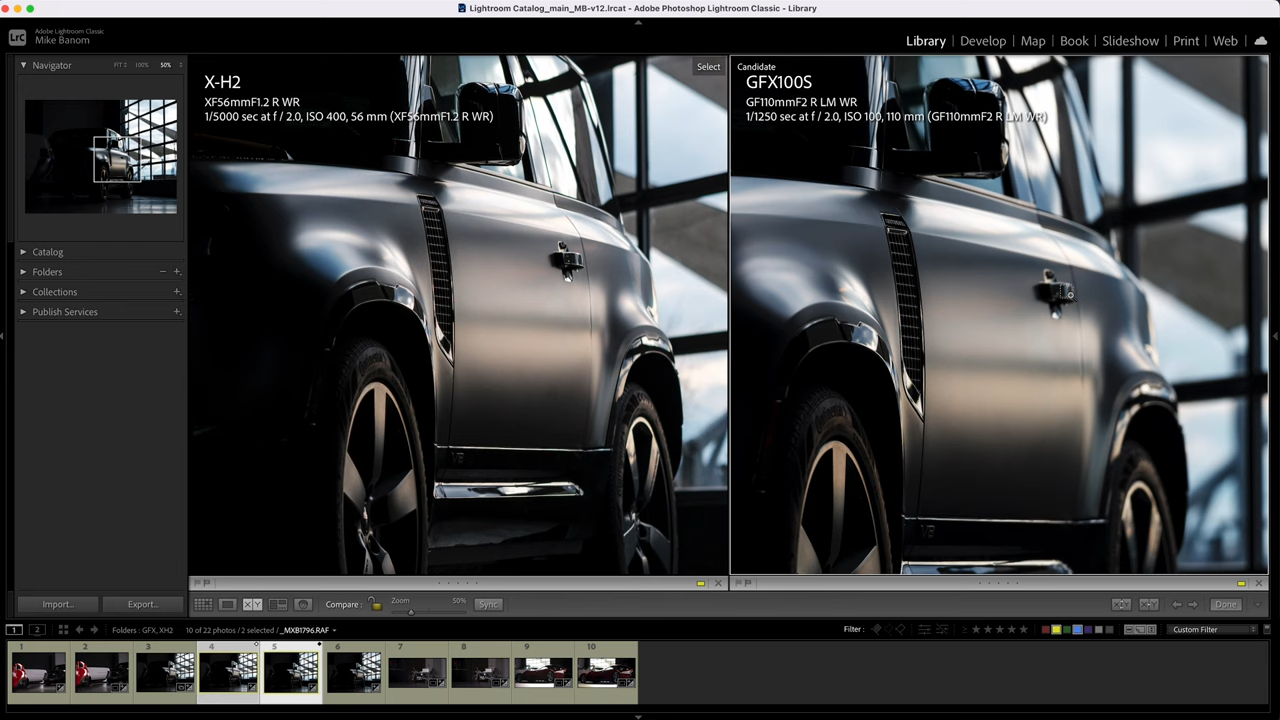 Lightroom Catalog_main_MB-v12.lrcat - Adobe Photoshop Lightroom Classic - Library
LrC
Adobe Lightroom Classic
Mike Banom
Library | Develop | Map | Book | Slideshow | Print | Web
Navigator
FIT
100%
50%
Catalog
Folders
Collections
Publish Services
Import...
Export...
X-H2
Select
XF56mmF1.2 R WR
1/5000 sec at f / 2.0, ISO 400, 56 mm (XF56mmF1.2 R WR)
Candidate
GFX100S
GF110mmF2 R LM WR
1/1250 sec at f / 2.0, ISO 100, 110 mm (GF110mmF2 R LM WR)
X Y
Compare :
Zoom
50%
Sync
Done
1
2
Folders : GFX, XH2
10 of 22 photos / 2 selected / _MXB1796.RAF
Filter :
Custom Filter
1
2
3
4
5
6
7
8
9
10